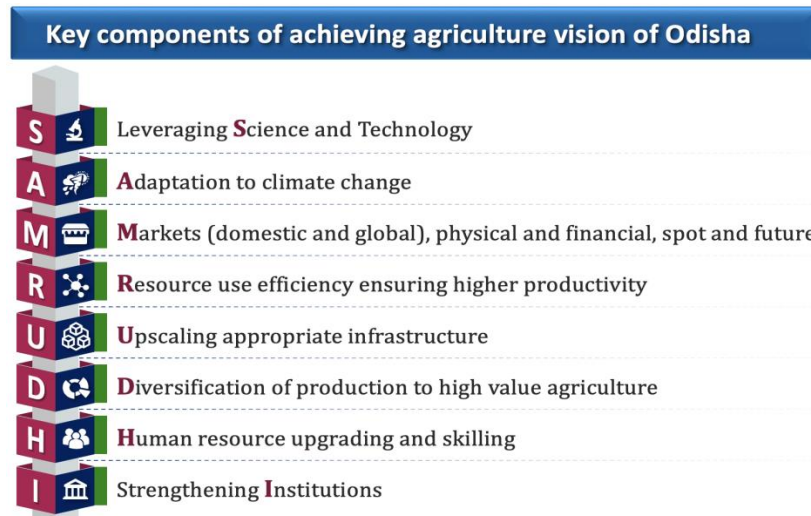 Key components of achieving agriculture vision of Odisha
S Leveraging Science and Technology
A Adaptation to climate change
M Markets (domestic and global), physical and financial, spot and future
R Resource use efficiency ensuring higher productivity
U Upscaling appropriate infrastructure
D Diversification of production to high value agriculture
H Human resource upgrading and skilling
I Strengthening Institutions